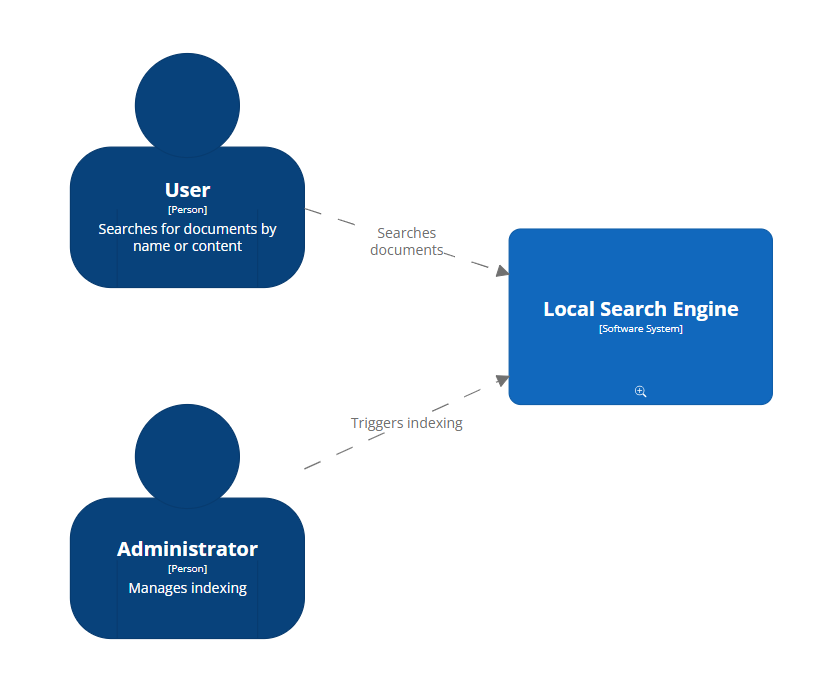 User
[Person]
Searches for documents by
name or content
Searches
documents
Local Search Engine
[Software System]
Triggers indexing
Administrator
[Person]
Manages indexing